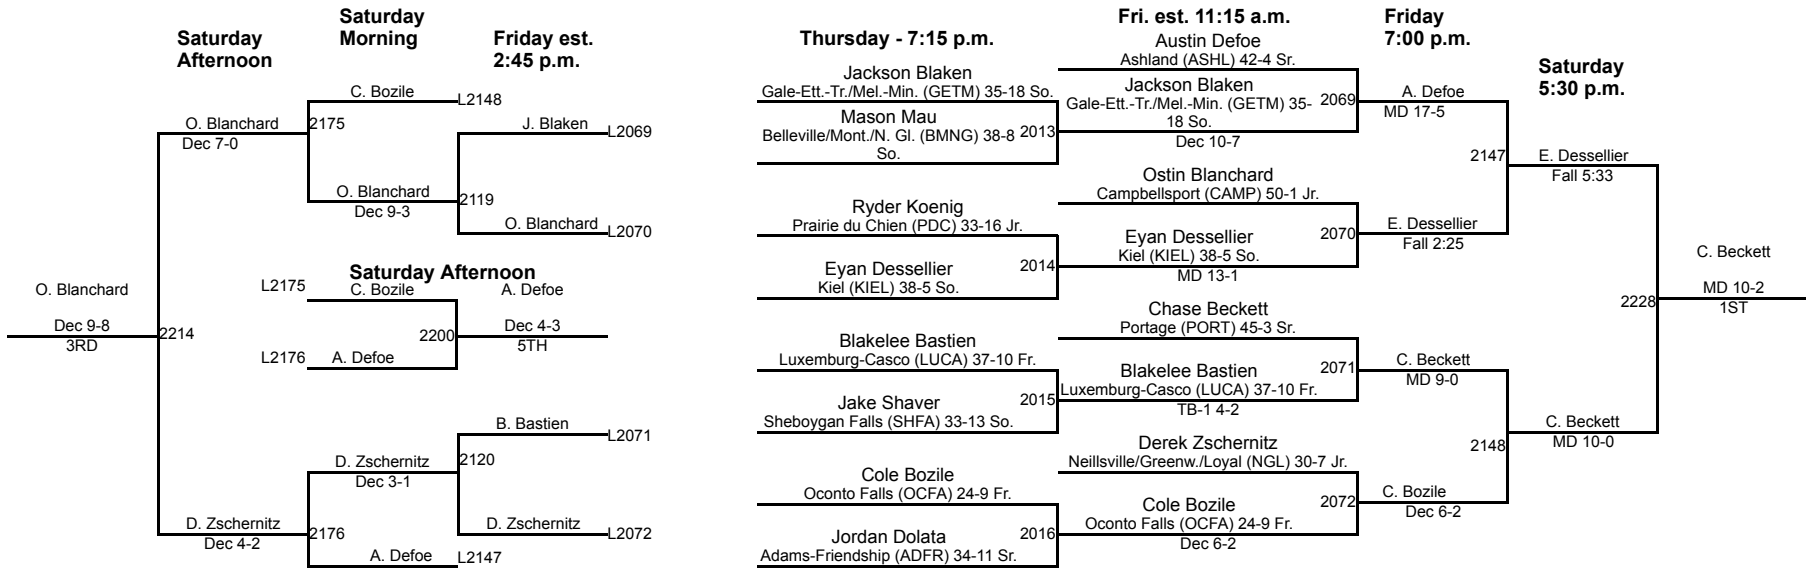 Saturday
Afternoon
Saturday
Morning
Friday est.
2:45 p.m.
C. Bozile
L2148
O. Blanchard
2175
Dec 7-0
J. Blaken
L2069
O. Blanchard
2119
Dec 9-3
O. Blanchard
L2070
Saturday Afternoon
L2175
C. Bozile
A. Defoe
O. Blanchard
Dec 9-8
3RD
2214
2200
Dec 4-3
5TH
L2176
A. Defoe
B. Bastien
L2071
D. Zschernitz
2120
Dec 3-1
D. Zschernitz
L2072
D. Zschernitz
2176
Dec 4-2
A. Defoe
L2147
Thursday - 7:15 p.m.
Jackson Blaken
Gale-Ett.-Tr./Mel.-Min. (GETM) 35-18 So.
Mason Mau
Belleville/Mont./N. Gl. (BMNG) 38-8
So.
2013
Ryder Koenig
Prairie du Chien (PDC) 33-16 Jr.
Eyan Dessellier
Kiel (KIEL) 38-5 So.
2014
Blakelee Bastien
Luxemburg-Casco (LUCA) 37-10 Fr.
Jake Shaver
Sheboygan Falls (SHFA) 33-13 So.
2015
Cole Bozile
Oconto Falls (OCFA) 24-9 Fr.
Jordan Dolata
Adams-Friendship (ADFR) 34-11 Sr.
2016
Fri. est. 11:15 a.m.
Austin Defoe
Ashland (ASHL) 42-4 Sr.
Jackson Blaken
Gale-Ett.-Tr./Mel.-Min. (GETM) 35-
18 So.
2069
Dec 10-7
Ostin Blanchard
Campbellsport (CAMP) 50-1 Jr.
Eyan Dessellier
Kiel (KIEL) 38-5 So.
2070
MD 13-1
Chase Beckett
Portage (PORT) 45-3 Sr.
Blakelee Bastien
Luxemburg-Casco (LUCA) 37-10 Fr.
2071
TB-1 4-2
Derek Zschernitz
Neillsville/Greenw./Loyal (NGL) 30-7 Jr.
Cole Bozile
Oconto Falls (OCFA) 24-9 Fr.
2072
Dec 6-2
Friday
7:00 p.m.
A. Defoe
MD 17-5
2147
E. Dessellier
Fall 2:25
C. Beckett
MD 9-0
2148
C. Bozile
Dec 6-2
Saturday
5:30 p.m.
E. Dessellier
Fall 5:33
2228
C. Beckett
MD 10-0
C. Beckett
MD 10-2
1ST